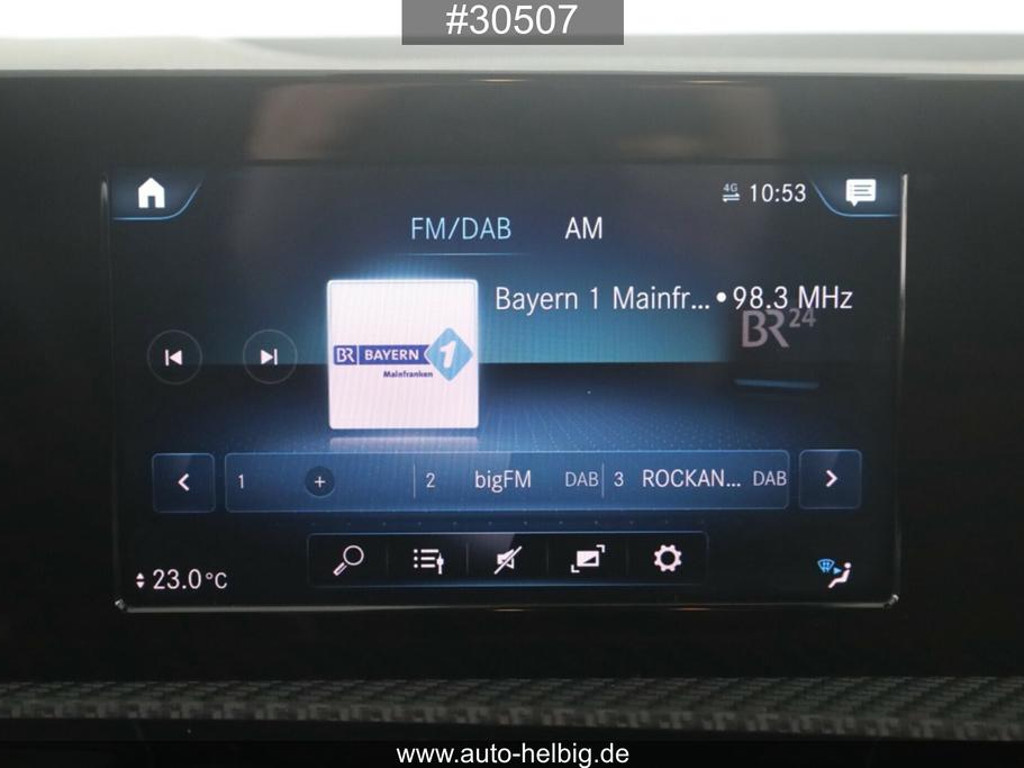 #30507
4G 10:53
FM/DAB AM
Bayern 1 Mainfr... • 98.3 MHz
BR24
BR BAYERN 1
Mainfranken
1 + 2 bigFM DAB 3 ROCKAN... DAB
23.0°C
www.auto-helbig.de